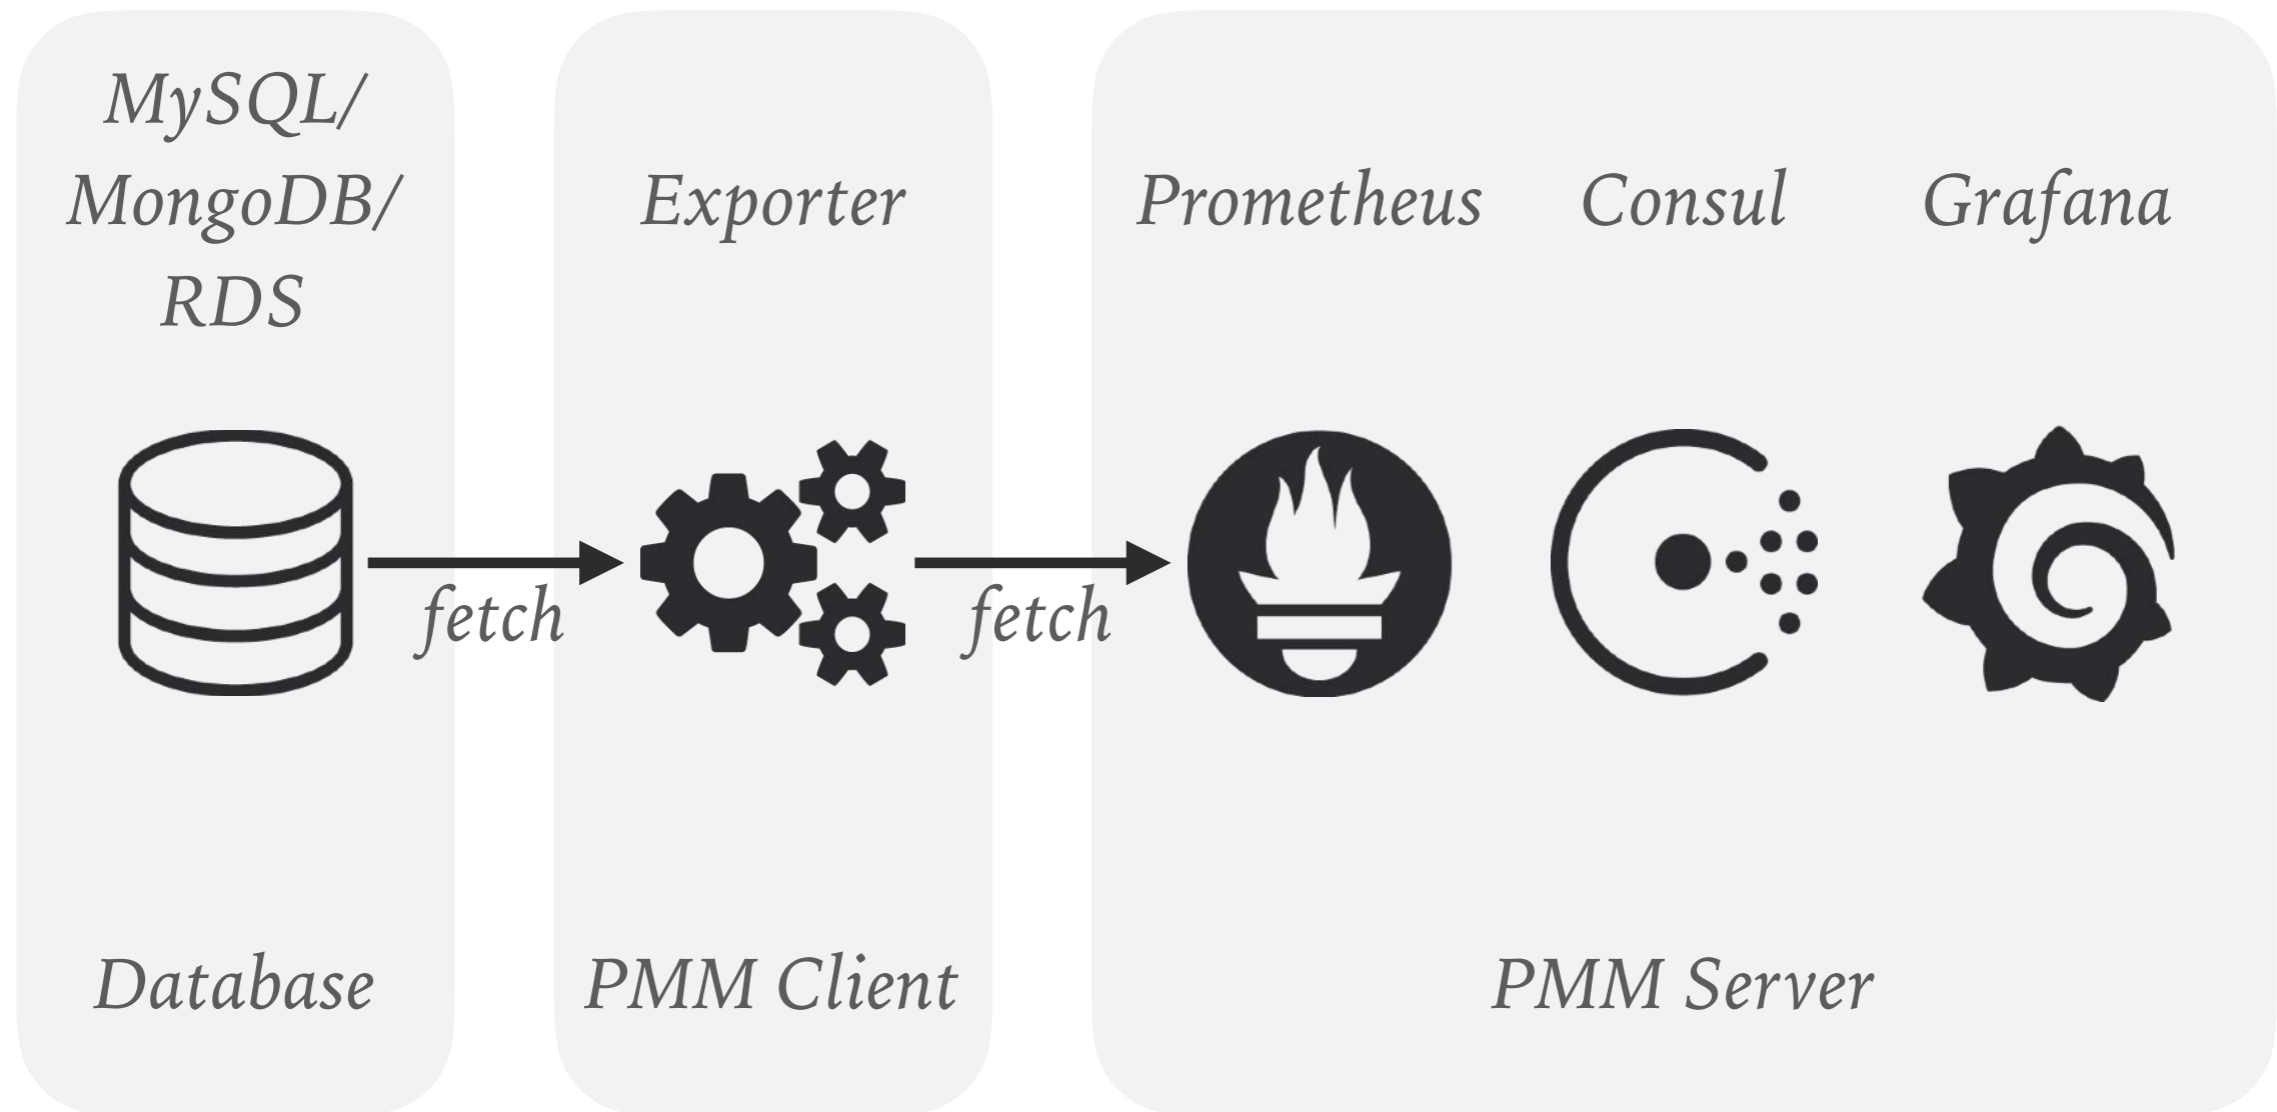 MySQL/
MongoDB/
RDS
Exporter
Prometheus
Consul
Grafana
fetch
fetch
Database
PMM Client
PMM Server